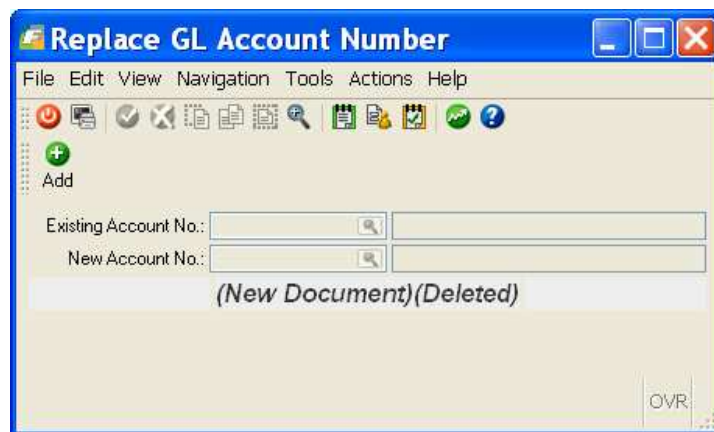 Replace GL Account Number
File Edit View Navigation Tools Actions Help
Add
Existing Account No.:
New Account No.:
(New Document)(Deleted)
OVR